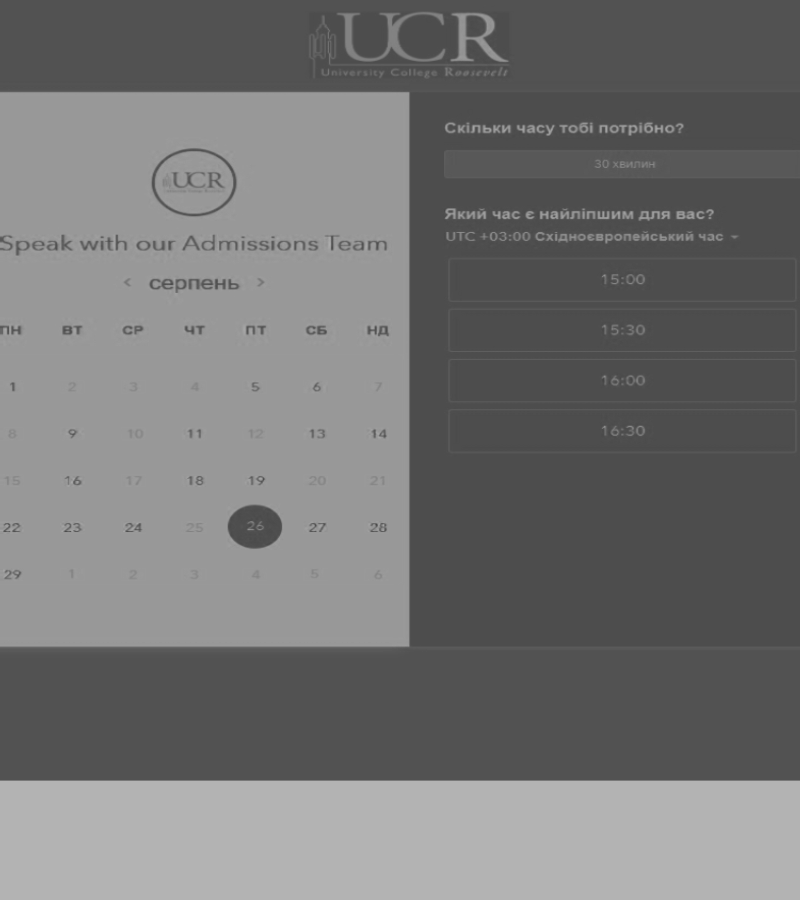 UCR
University College Roosevelt
UCR
Speak with our Admissions Team
< серпень >
ПН ВТ СР ЧТ ПТ СБ НД
1 2 3 4 5 6 7
8 9 10 11 12 13 14
15 16 17 18 19 20 21
22 23 24 25 26 27 28
29 1 2 3 4 5 6
Скільки часу тобі потрібно?
30 хвилин
Який час є найліпшим для вас?
UTC +03:00 Східноєвропейський час
15:00
15:30
16:00
16:30